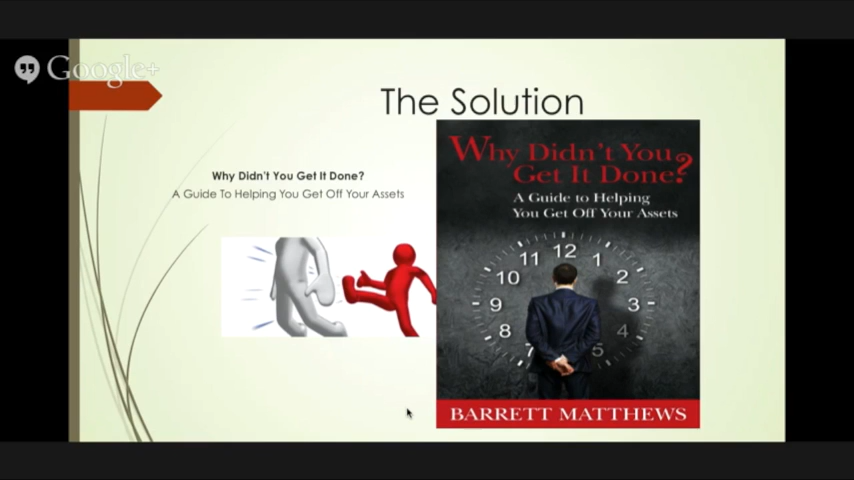 Google+
The Solution
Why Didn't You Get It Done?
A Guide To Helping You Get Off Your Assets
Why Didn't You
Get It Done?
A Guide to Helping
You Get Off Your Assets
12
11
1
10
2
9
3
8
4
7
5
BARRETT MATTHEWS